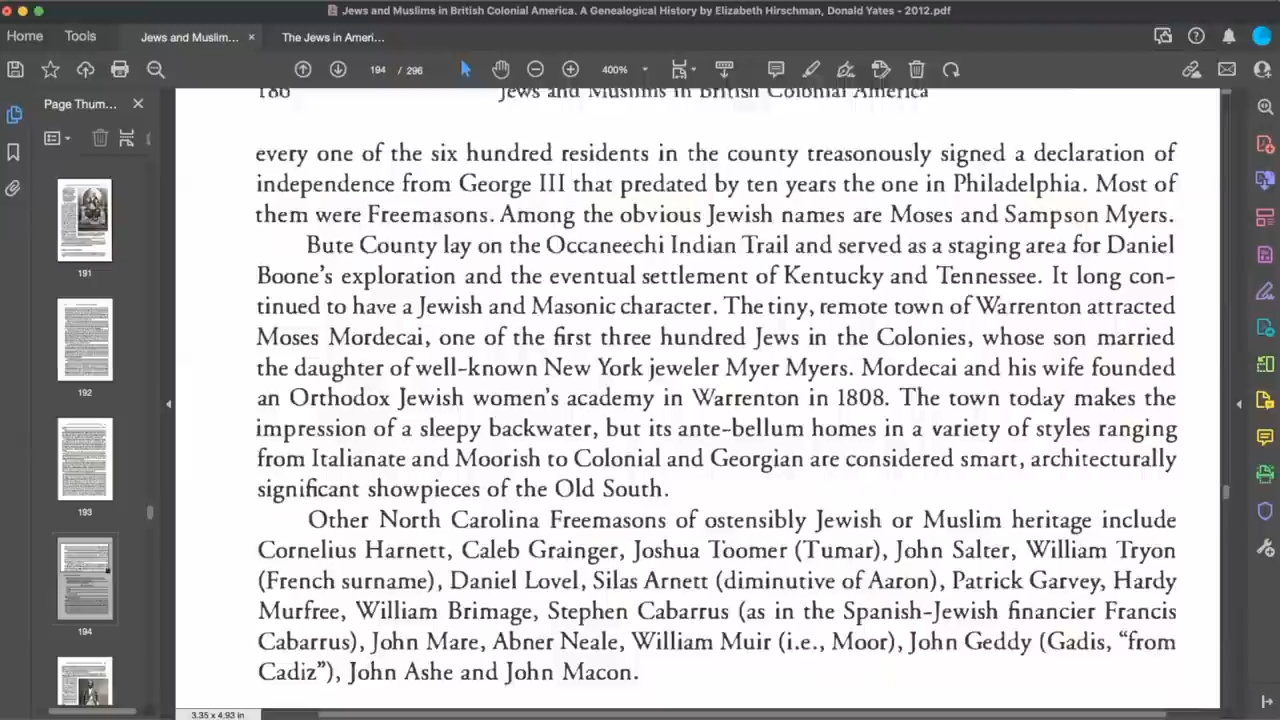 Jews and Muslims in British Colonial America. A Genealogical History by Elizabeth Hirschman, Donald Yates - 2012.pdf
Home Tools Jews and Muslim... × The Jews in Ameri...
194 / 296 400%
Page Thum...
180 Jews and Muslims in British Colonial America
every one of the six hundred residents in the county treasonously signed a declaration of
independence from George III that predated by ten years the one in Philadelphia. Most of
them were Freemasons. Among the obvious Jewish names are Moses and Sampson Myers.
Bute County lay on the Occaneechi Indian Trail and served as a staging area for Daniel
Boone's exploration and the eventual settlement of Kentucky and Tennessee. It long con-
tinued to have a Jewish and Masonic character. The tiny, remote town of Warrenton attracted
Moses Mordecai, one of the first three hundred Jews in the Colonies, whose son married
the daughter of well-known New York jeweler Myer Myers. Mordecai and his wife founded
an Orthodox Jewish women's academy in Warrenton in 1808. The town today makes the
impression of a sleepy backwater, but its ante-bellum homes in a variety of styles ranging
from Italianate and Moorish to Colonial and Georgian are considered smart, architecturally
significant showpieces of the Old South.
Other North Carolina Freemasons of ostensibly Jewish or Muslim heritage include
Cornelius Harnett, Caleb Grainger, Joshua Toomer (Tumar), John Salter, William Tryon
(French surname), Daniel Lovel, Silas Arnett (diminutive of Aaron), Patrick Garvey, Hardy
Murfree, William Brimage, Stephen Cabarrus (as in the Spanish-Jewish financier Francis
Cabarrus), John Mare, Abner Neale, William Muir (i.e., Moor), John Geddy (Gadis, "from
Cadiz"), John Ashe and John Macon.
191
192
193
194
3.35 x 4.93 in